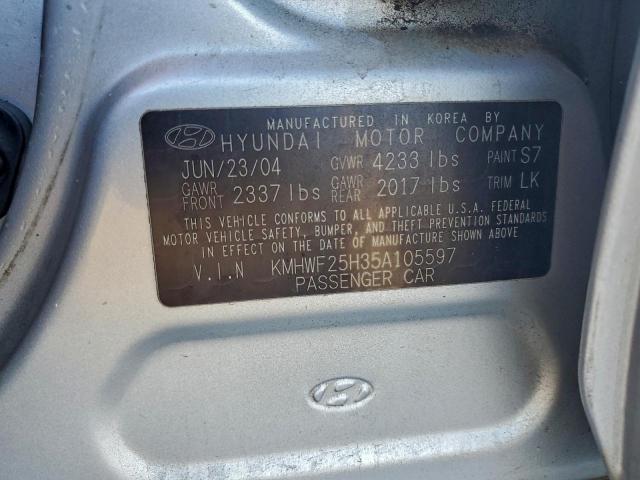 MANUFACTURED IN KOREA BY
HYUNDAI MOTOR COMPANY
JUN/23/04 GVWR 4233 lbs PAINT S7
GAWR FRONT 2337 lbs GAWR REAR 2017 lbs TRIM LK
THIS VEHICLE CONFORMS TO ALL APPLICABLE U.S.A. FEDERAL
MOTOR VEHICLE SAFETY, BUMPER, AND THEFT PREVENTION STANDARDS
IN EFFECT ON THE DATE OF MANUFACTURE SHOWN ABOVE
V.I.N KMHWF25H35A105597
PASSENGER CAR